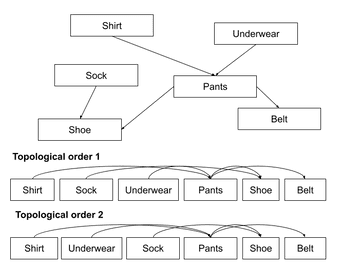 Shirt
Underwear
Sock
Pants
Belt
Shoe
Topological order 1
Shirt Sock Underwear Pants Shoe Belt
Topological order 2
Shirt Underwear Sock Pants Shoe Belt